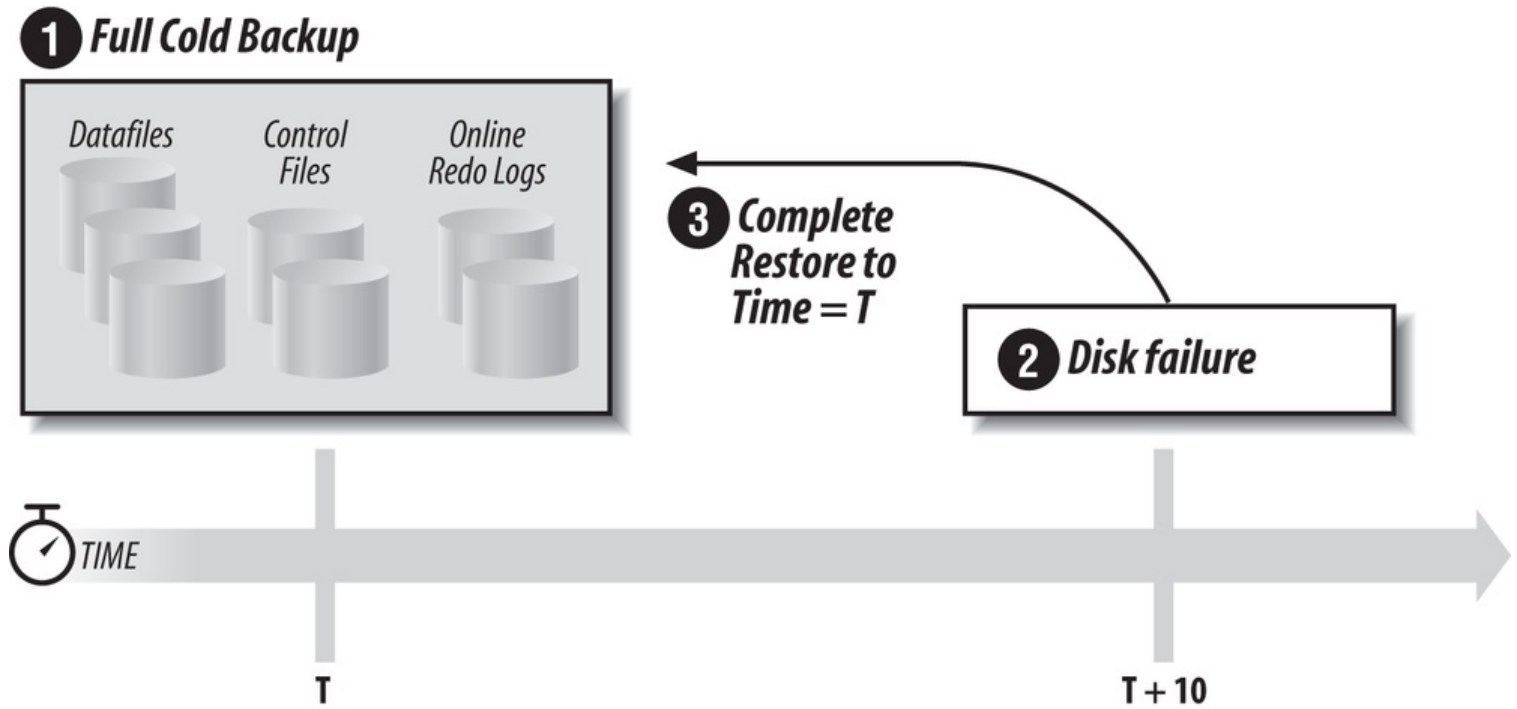 1 Full Cold Backup
Datafiles
Control
Files
Online
Redo Logs
3 Complete
Restore to
Time = T
2 Disk failure
TIME
T
T + 10